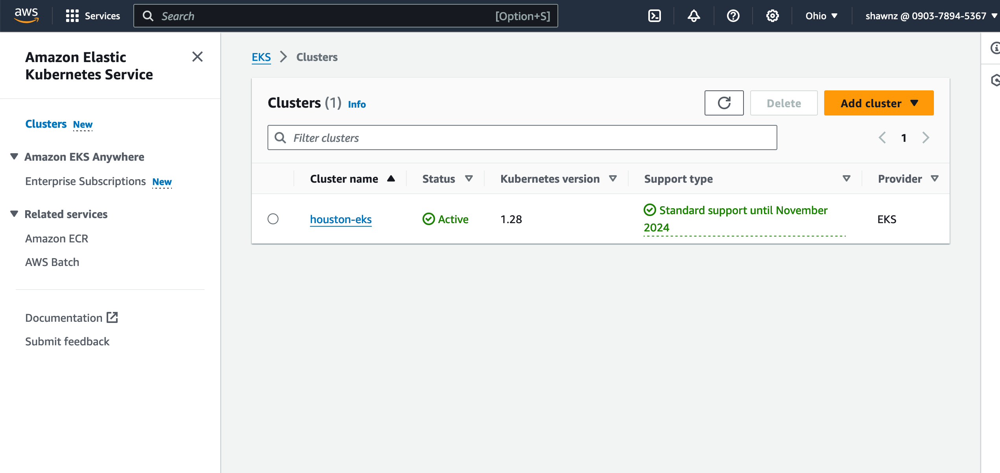 aws
Services
Search
[Option+S]
Ohio
shawnz @ 0903-7894-5367
Amazon Elastic
Kubernetes Service
Clusters New
Amazon EKS Anywhere
Enterprise Subscriptions New
Related services
Amazon ECR
AWS Batch
Documentation
Submit feedback
EKS
Clusters
Clusters (1) Info
Delete
Add cluster
Filter clusters
1
Cluster name
Status
Kubernetes version
Support type
Provider
houston-eks
Active
1.28
Standard support until November
2024
EKS